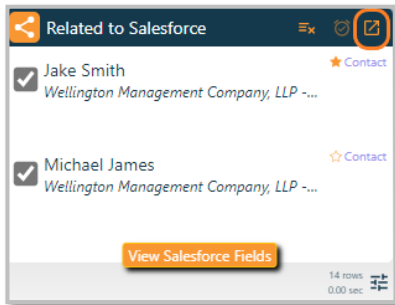 Related to Salesforce
Contact
Jake Smith
Wellington Management Company, LLP -...
Contact
Michael James
Wellington Management Company, LLP -...
View Salesforce Fields
14 rows
0.00 sec